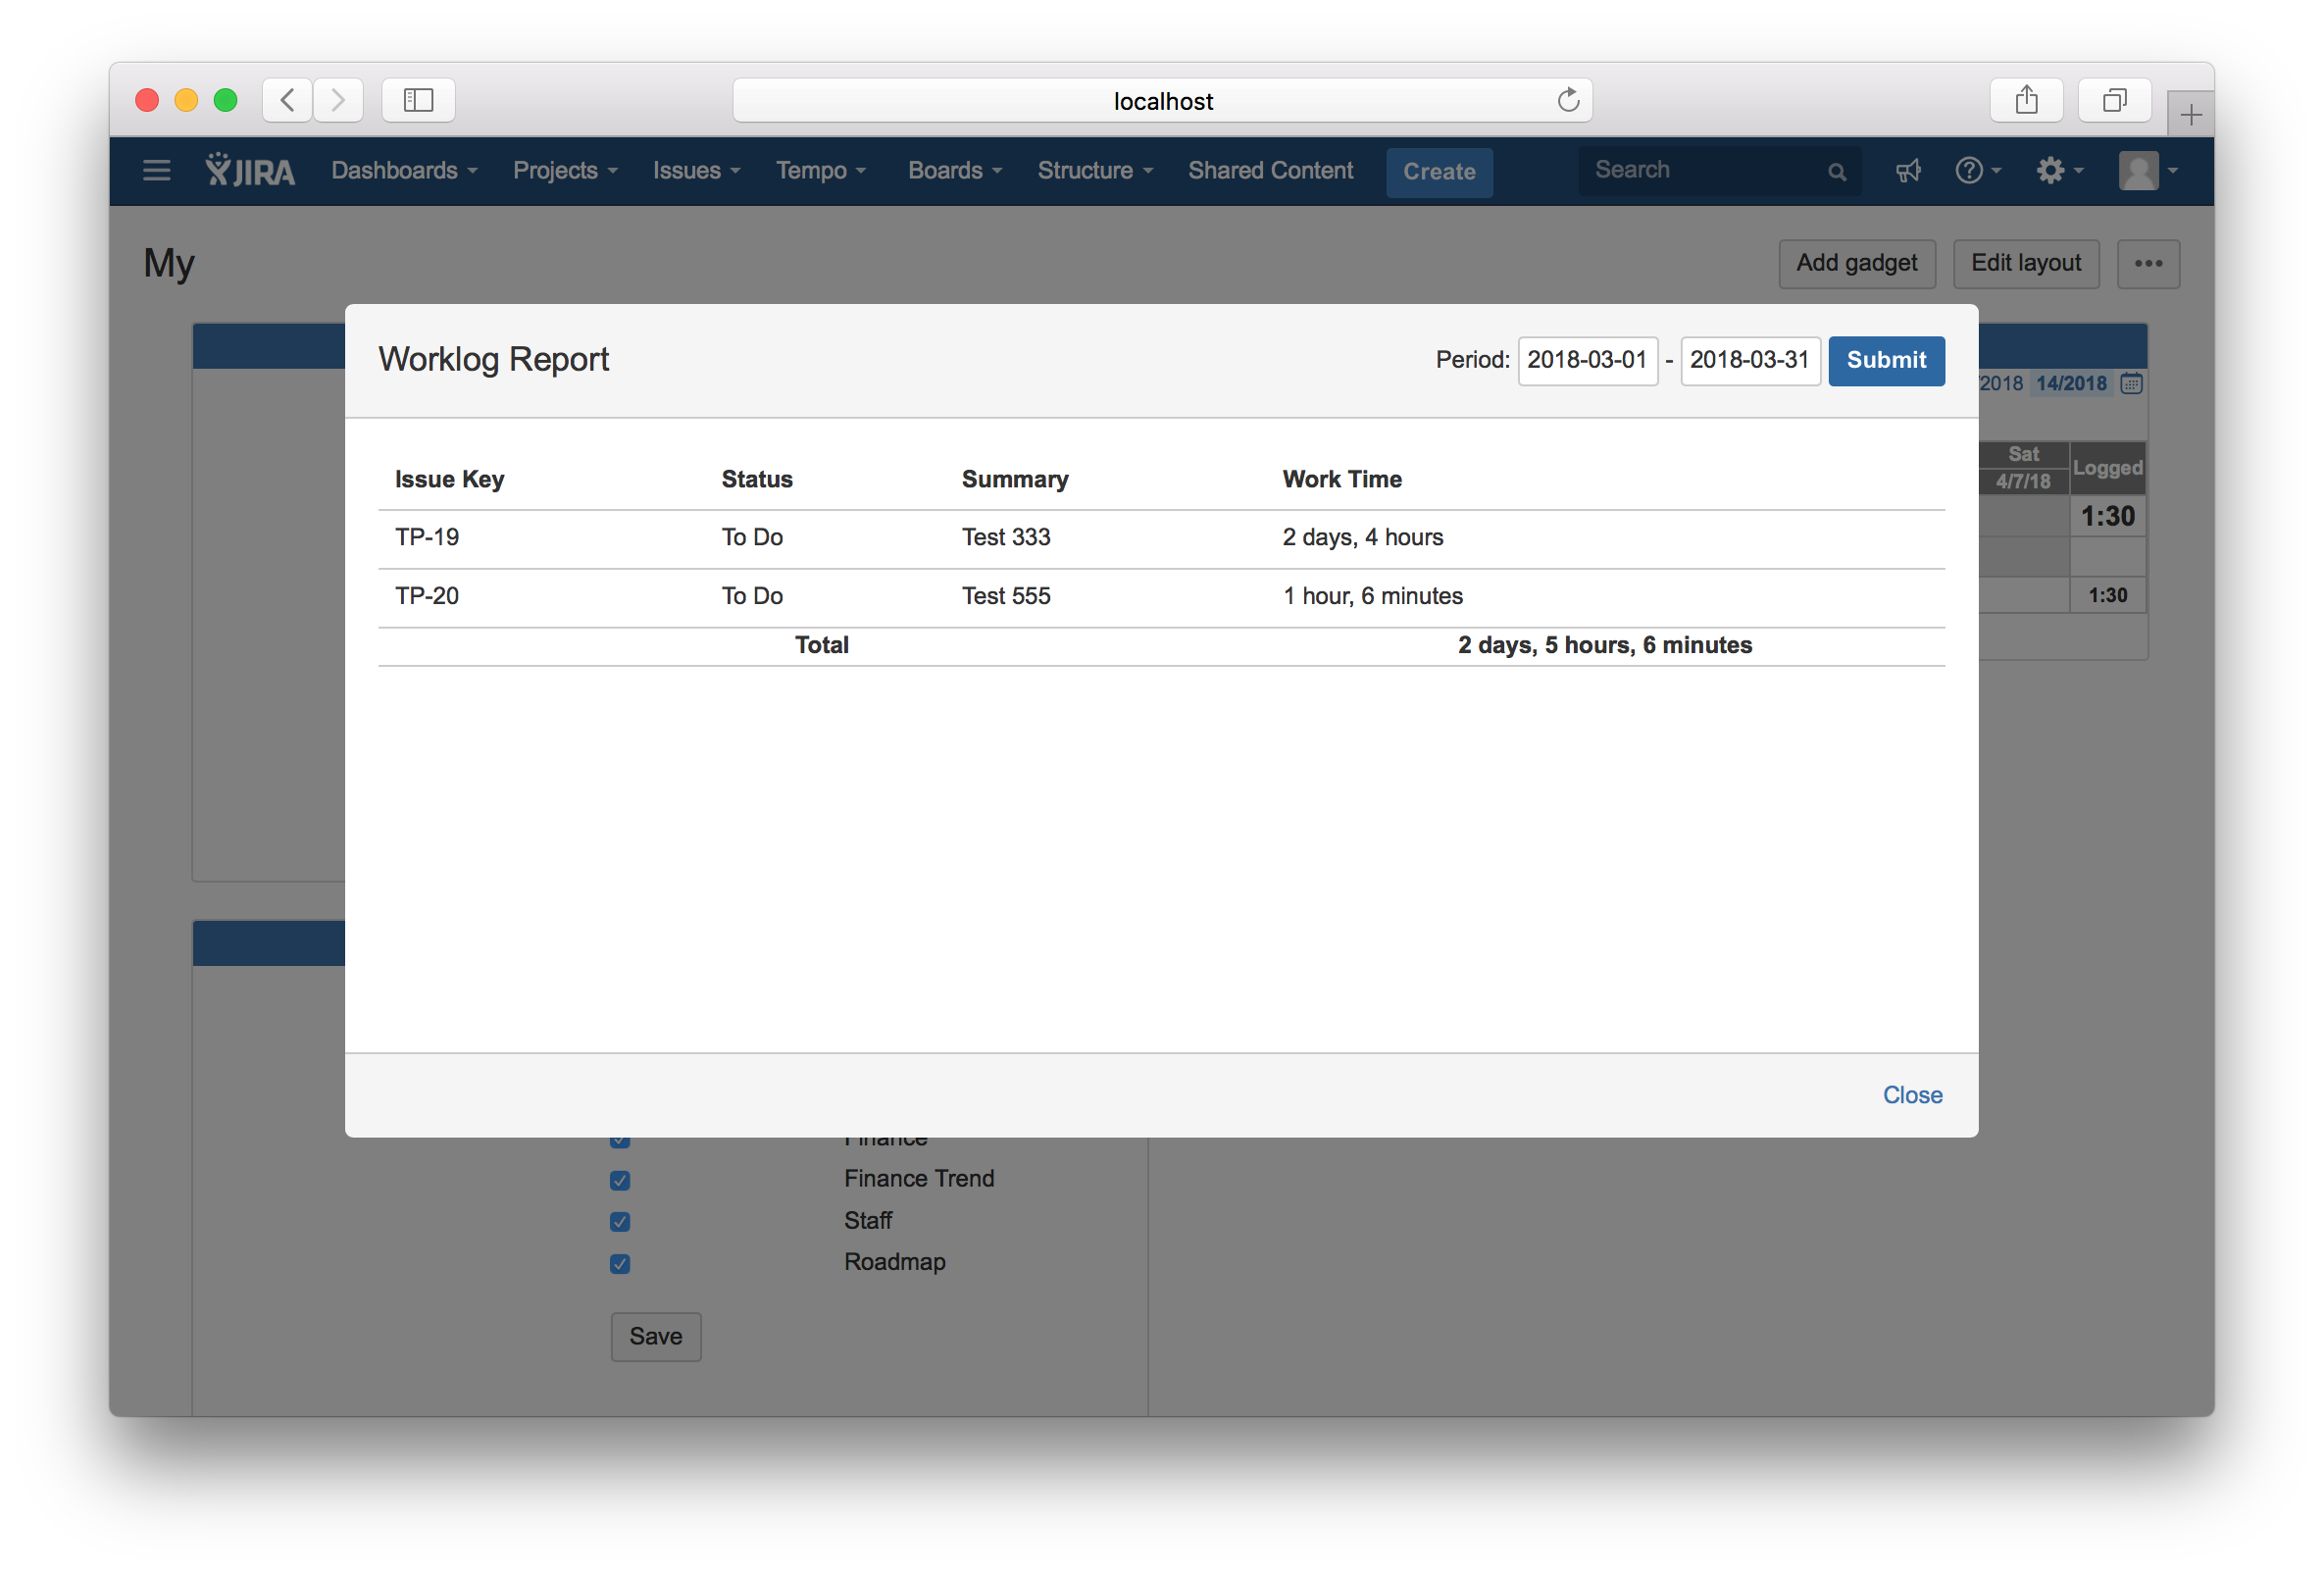 localhost
JIRA Dashboards Projects Issues Tempo Boards Structure Shared Content Create Search
My Add gadget Edit layout
Worklog Report Period: 2018-03-01 - 2018-03-31 Submit
/2018 14/2018
Sat Logged
4/7/18
1:30
1:30
Issue Key Status Summary Work Time
TP-19 To Do Test 333 2 days, 4 hours
TP-20 To Do Test 555 1 hour, 6 minutes
Total 2 days, 5 hours, 6 minutes
Close
Finance
Finance Trend
Staff
Roadmap
Save